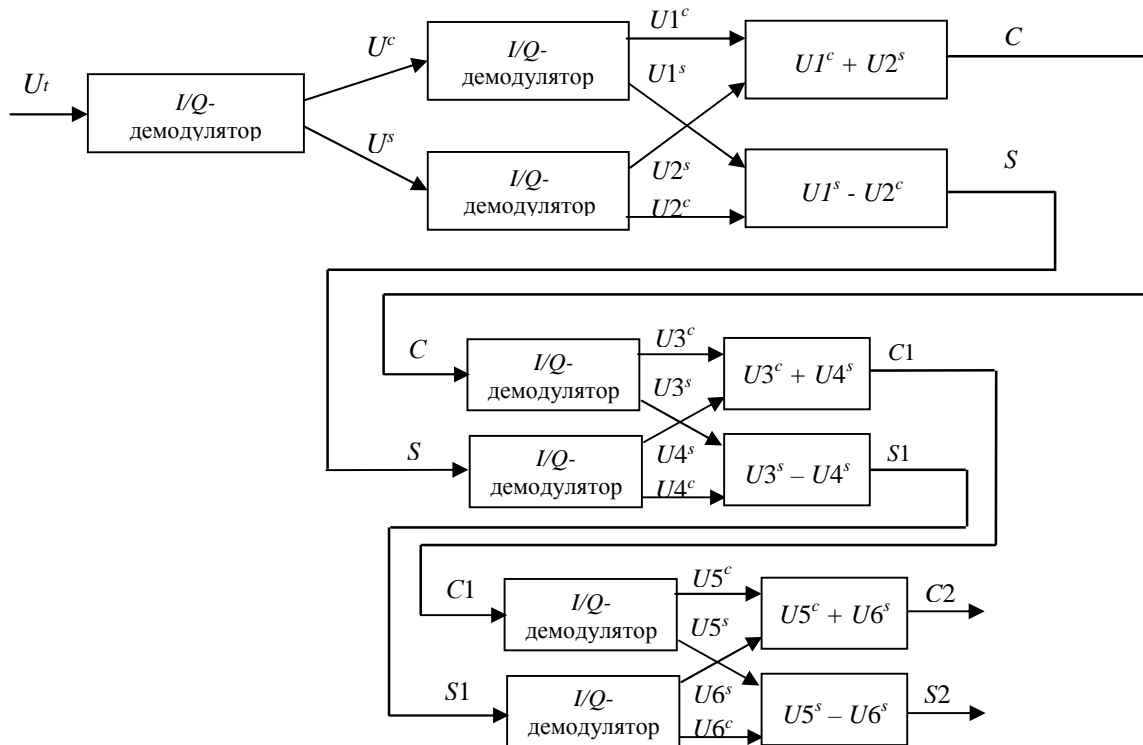 U1ᶜ
C
Uᶜ
I/Q-
демодулятор
U1ᶜ + U2ˢ
U1ˢ
Uₜ
I/Q-
демодулятор
Uˢ
I/Q-
демодулятор
U2ˢ
U2ᶜ
U1ˢ - U2ᶜ
S
C
I/Q-
демодулятор
U3ᶜ
U3ˢ
U3ᶜ + U4ˢ
C1
S
I/Q-
демодулятор
U4ˢ
U4ᶜ
U3ˢ – U4ˢ
S1
C1
I/Q-
демодулятор
U5ᶜ
U5ˢ
U5ᶜ + U6ˢ
C2
S1
I/Q-
демодулятор
U6ˢ
U6ᶜ
U5ˢ – U6ˢ
S2